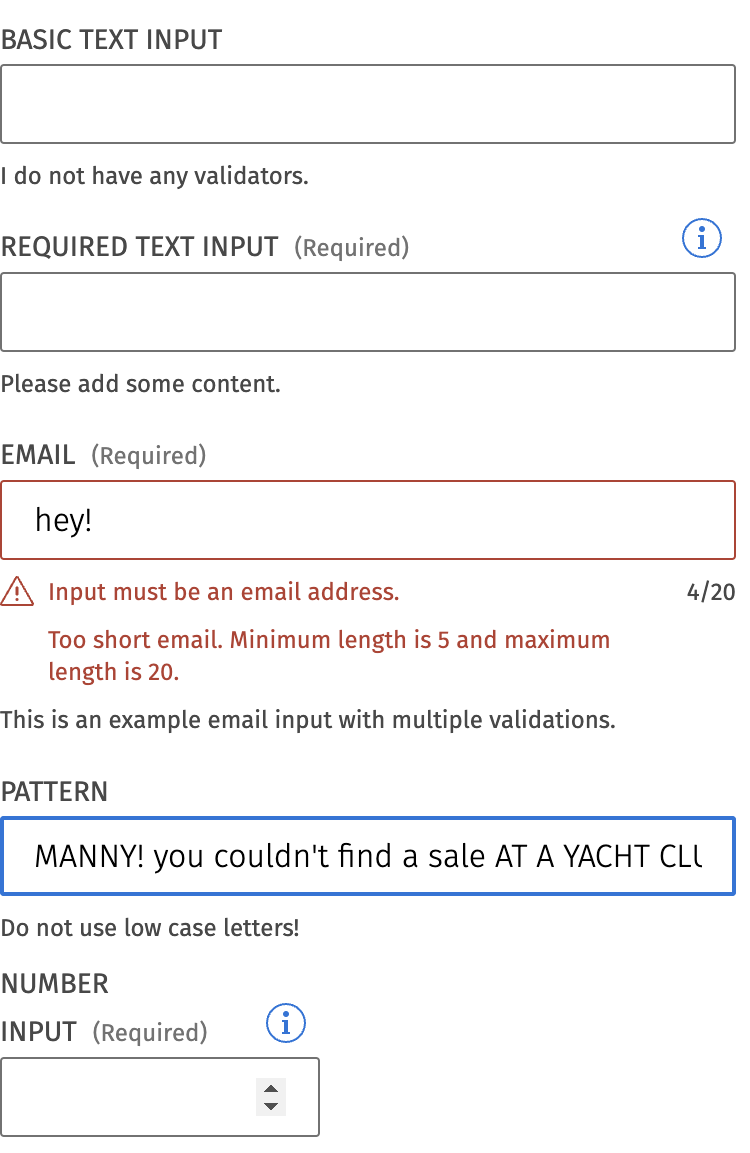 BASIC TEXT INPUT
I do not have any validators.
REQUIRED TEXT INPUT (Required)
Please add some content.
EMAIL (Required)
hey!
Input must be an email address. 4/20
Too short email. Minimum length is 5 and maximum
length is 20.
This is an example email input with multiple validations.
PATTERN
MANNY! you couldn't find a sale AT A YACHT CLU
Do not use low case letters!
NUMBER
INPUT (Required)